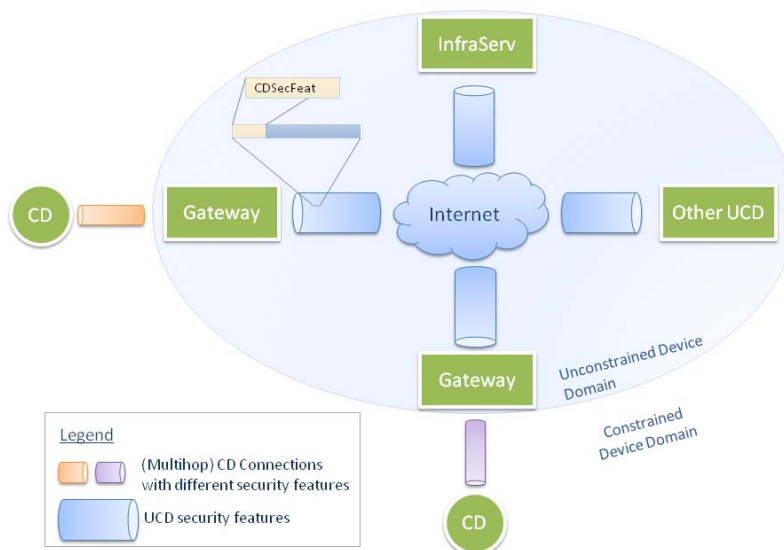 InfraServ
CDSecFeat
CD
Gateway
Internet
Other UCD
Gateway
Unconstrained Device
Domain
Constrained
Device Domain
Legend
(Multihop) CD Connections
with different security features
UCD security features
CD